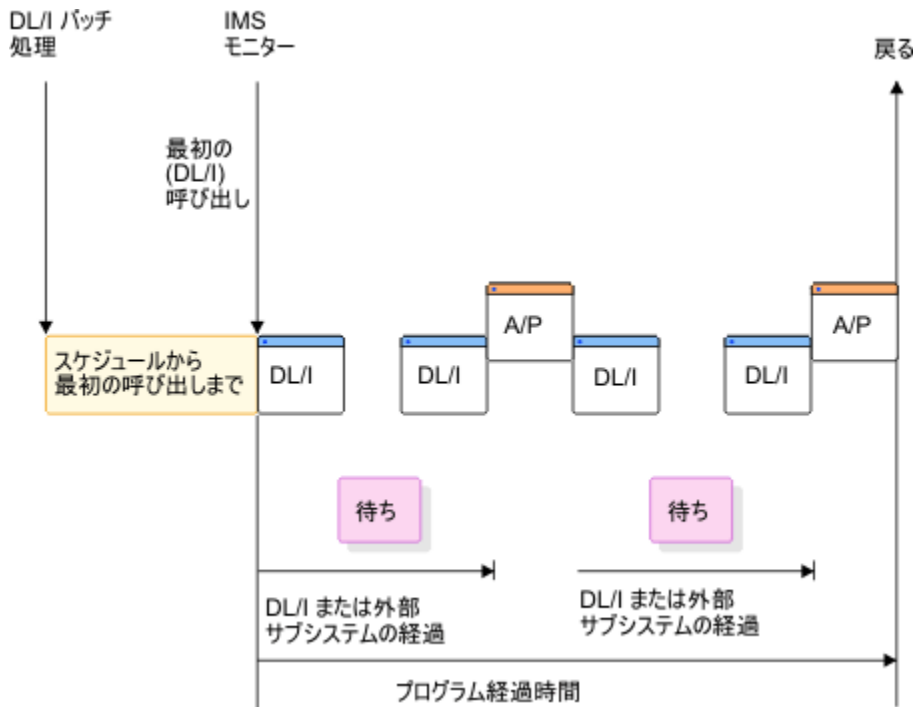 DL/I バッチ
処理
IMS
モニター
戻る
最初の
(DL/I)
呼び出し
スケジュールから
最初の呼び出しまで
DL/I
DL/I
A/P
DL/I
DL/I
A/P
待ち
待ち
DL/I または外部
サブシステムの経過
DL/I または外部
サブシステムの経過
プログラム経過時間